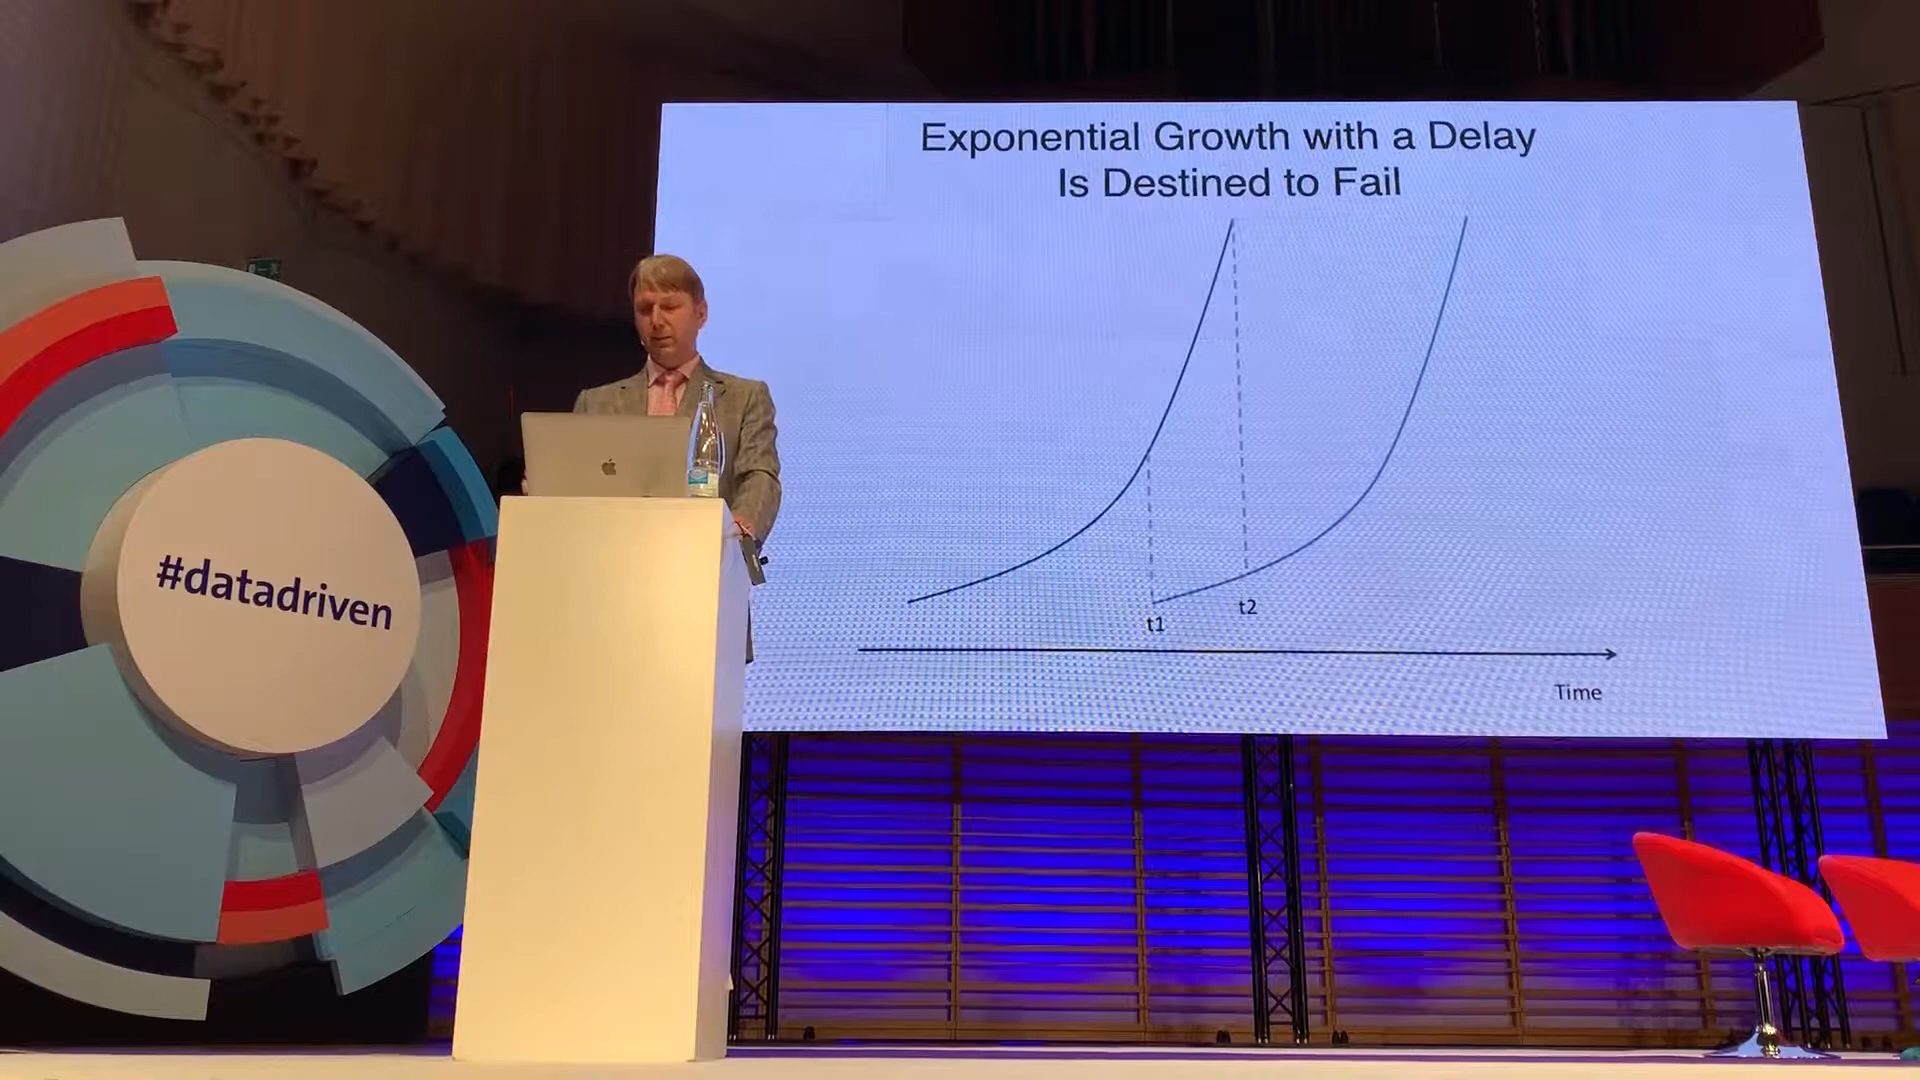 Exponential Growth with a Delay
Is Destined to Fail
t1
t2
Time
#datadriven